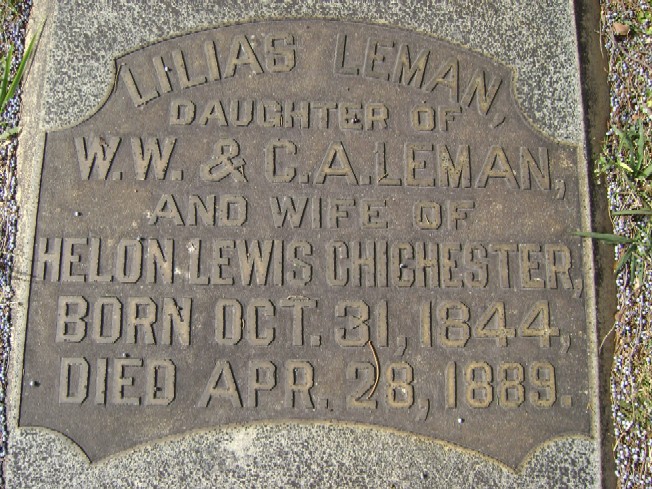 LILIAS LEMAN,
DAUGHTER OF
W.W. & C.A. LEMAN,
AND WIFE OF
HELON LEWIS CHICHESTER,
BORN OCT. 31, 1844,
DIED APR. 28, 1889.